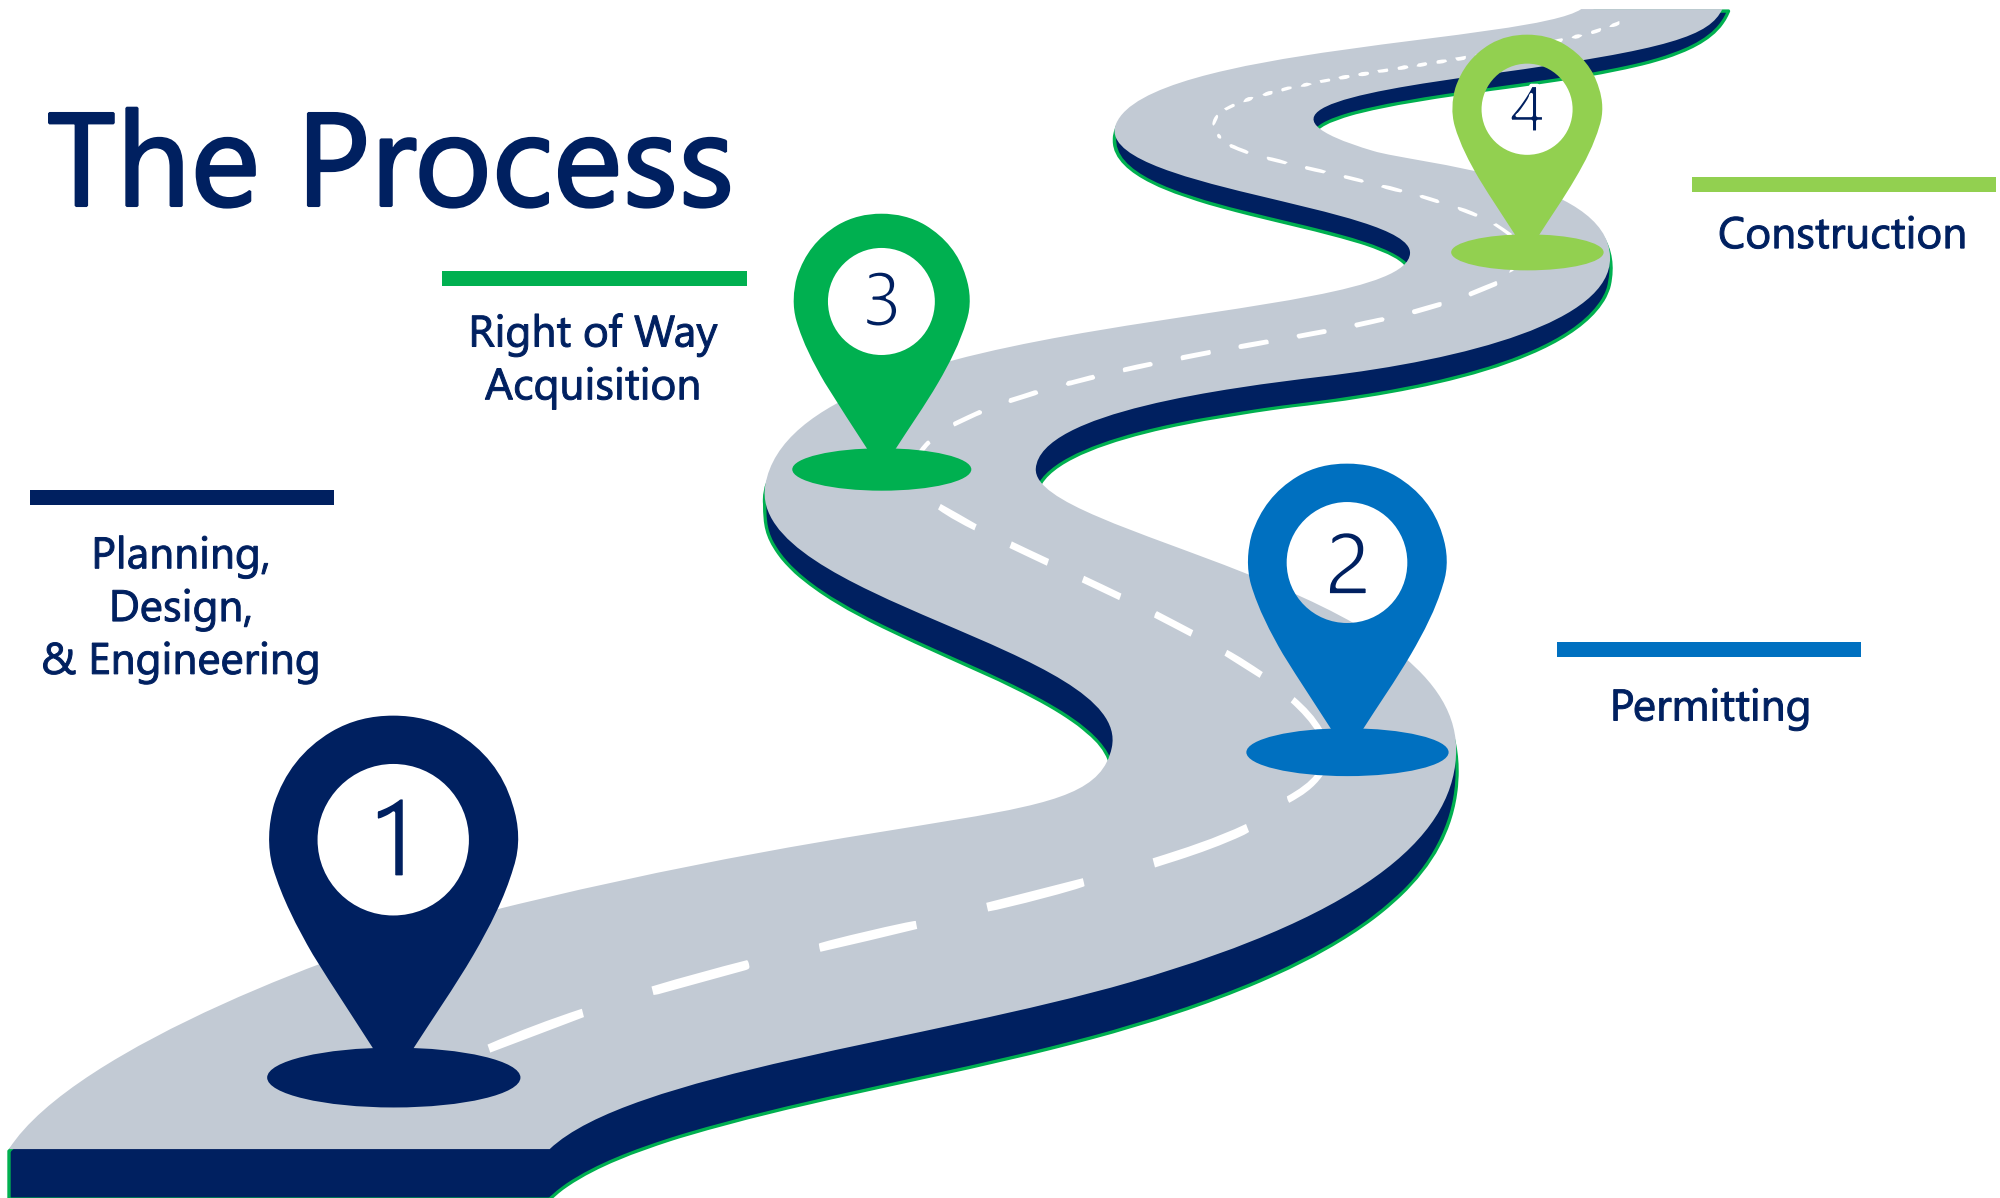 The Process
4
Construction
3
Right of Way
Acquisition
2
Permitting
Planning,
Design,
& Engineering
1